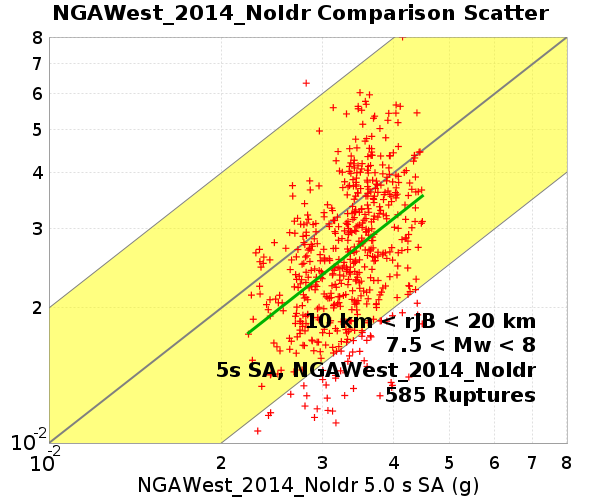 NGAWest_2014_NoIdr Comparison Scatter
8
7
6
5
4
3
2
10 km < rJB < 20 km
7.5 < Mw < 8
5s SA, NGAWest_2014_NoIdr
585 Ruptures
10-2
10-2 2 3 4 5 6 7 8
NGAWest_2014_NoIdr 5.0 s SA (g)